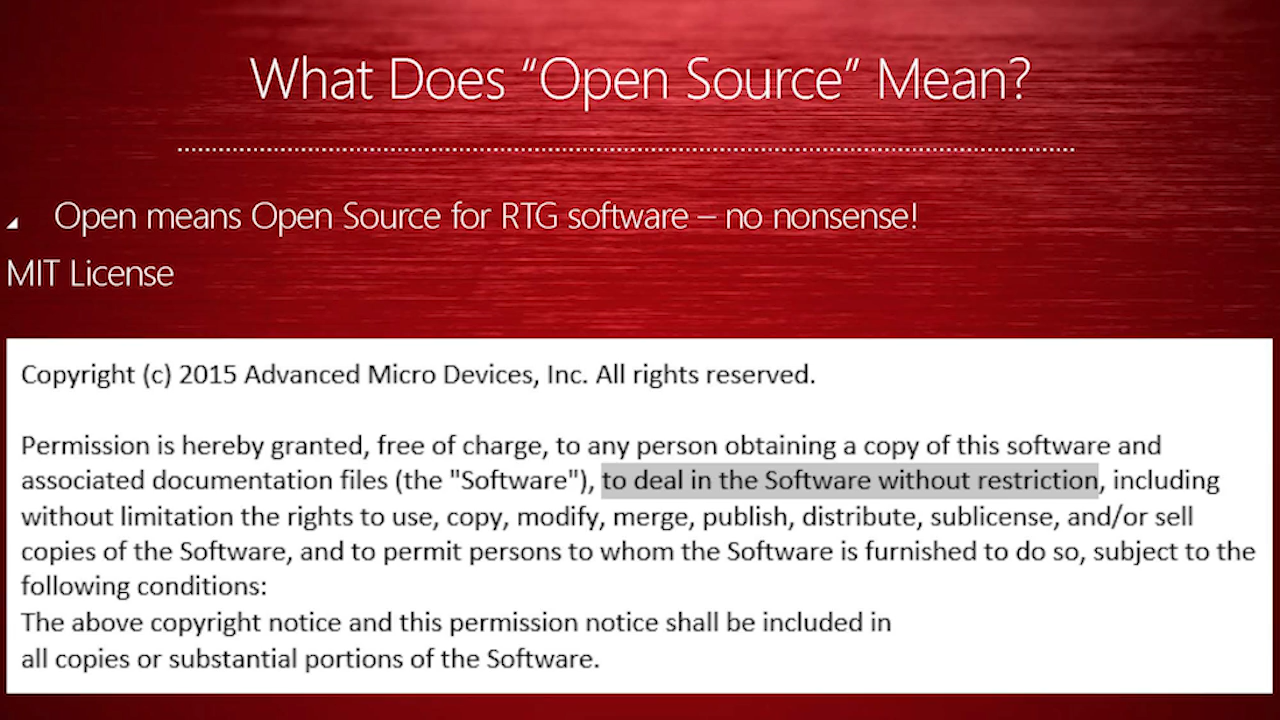 What Does “Open Source” Mean?
Open means Open Source for RTG software – no nonsense!
MIT License
Copyright (c) 2015 Advanced Micro Devices, Inc. All rights reserved.
Permission is hereby granted, free of charge, to any person obtaining a copy of this software and
associated documentation files (the "Software"), to deal in the Software without restriction, including
without limitation the rights to use, copy, modify, merge, publish, distribute, sublicense, and/or sell
copies of the Software, and to permit persons to whom the Software is furnished to do so, subject to the
following conditions:
The above copyright notice and this permission notice shall be included in
all copies or substantial portions of the Software.